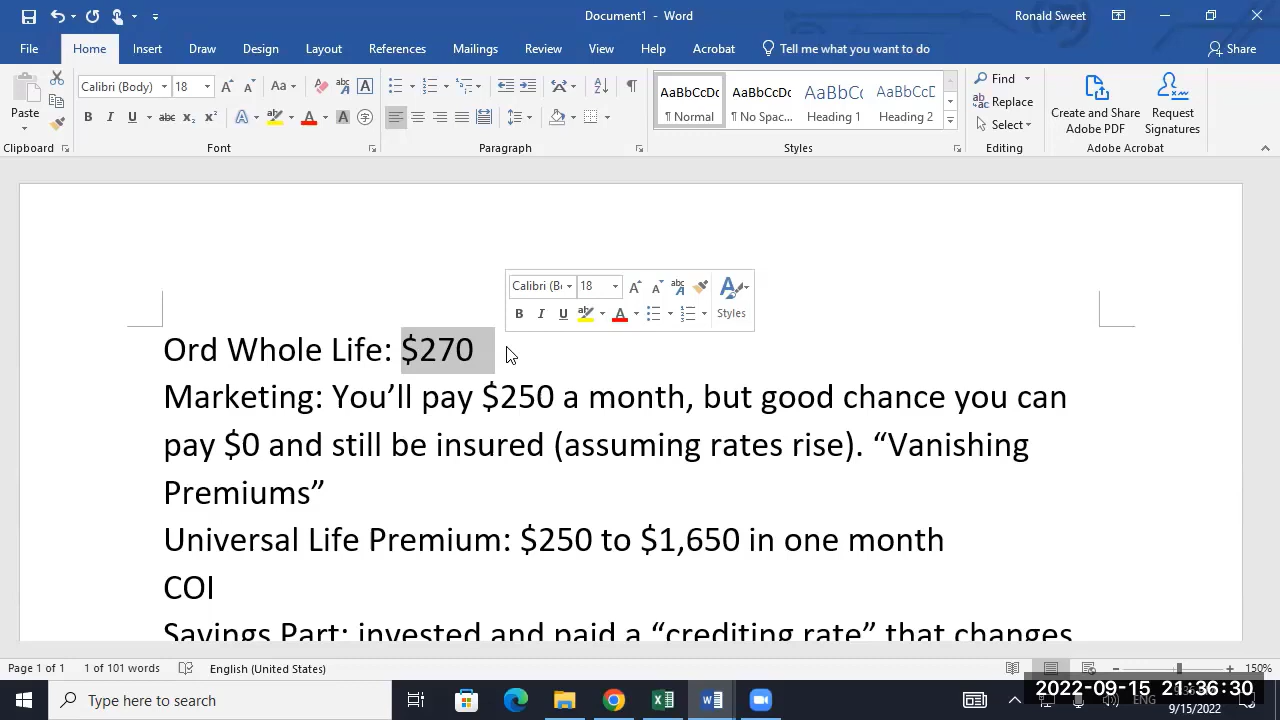 Document1 - Word
Ronald Sweet
File Home Insert Draw Design Layout References Mailings Review View Help Acrobat Tell me what you want to do Share
Paste
Calibri (Body) 18
Normal
No Spac...
Heading 1
Heading 2
Find
Replace
Select
Create and Share Adobe PDF
Request Signatures
Clipboard Font Paragraph Styles Editing Adobe Acrobat
Calibri (B 18
Styles
Ord Whole Life: $270
Marketing: You’ll pay $250 a month, but good chance you can
pay $0 and still be insured (assuming rates rise). “Vanishing
Premiums”
Universal Life Premium: $250 to $1,650 in one month
COI
Savings Part: invested and paid a “crediting rate” that changes
Page 1 of 1 1 of 101 words English (United States) 150%
Type here to search
2022-09-15 21:36:30
ENG
9/15/2022